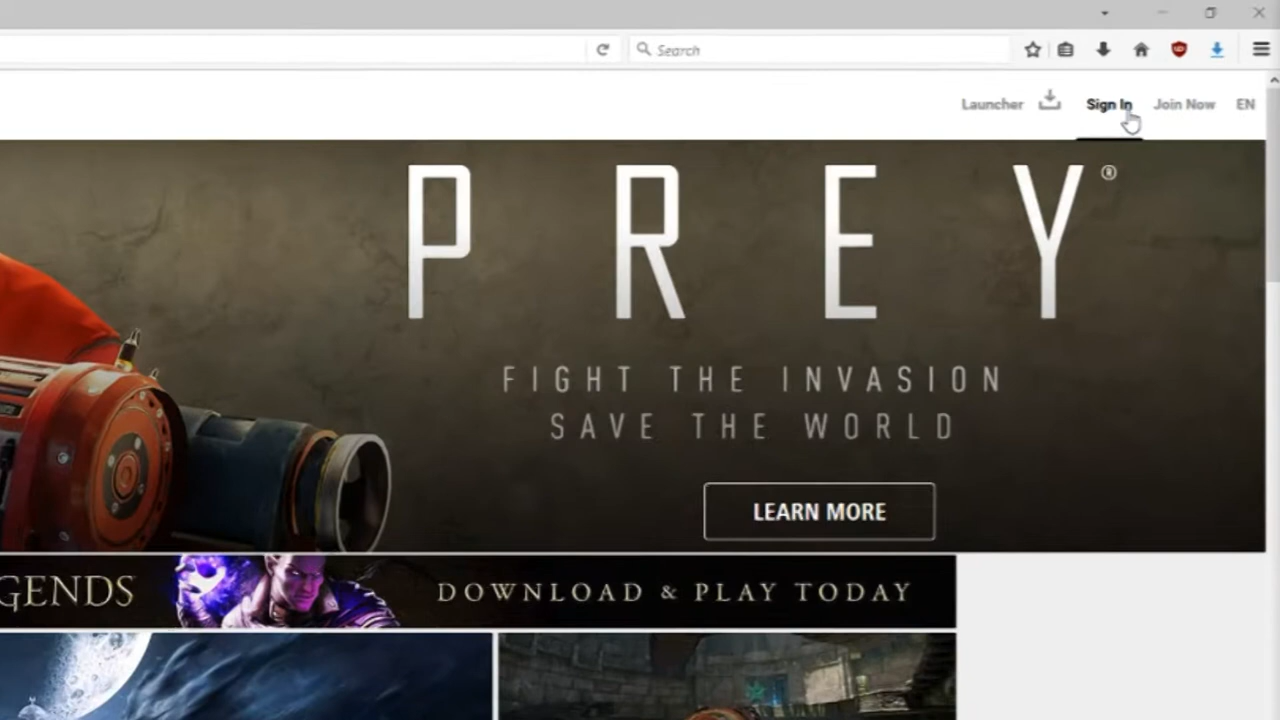 Search
Launcher Sign In Join Now EN
PREY®
FIGHT THE INVASION
SAVE THE WORLD
LEARN MORE
GENDS DOWNLOAD & PLAY TODAY